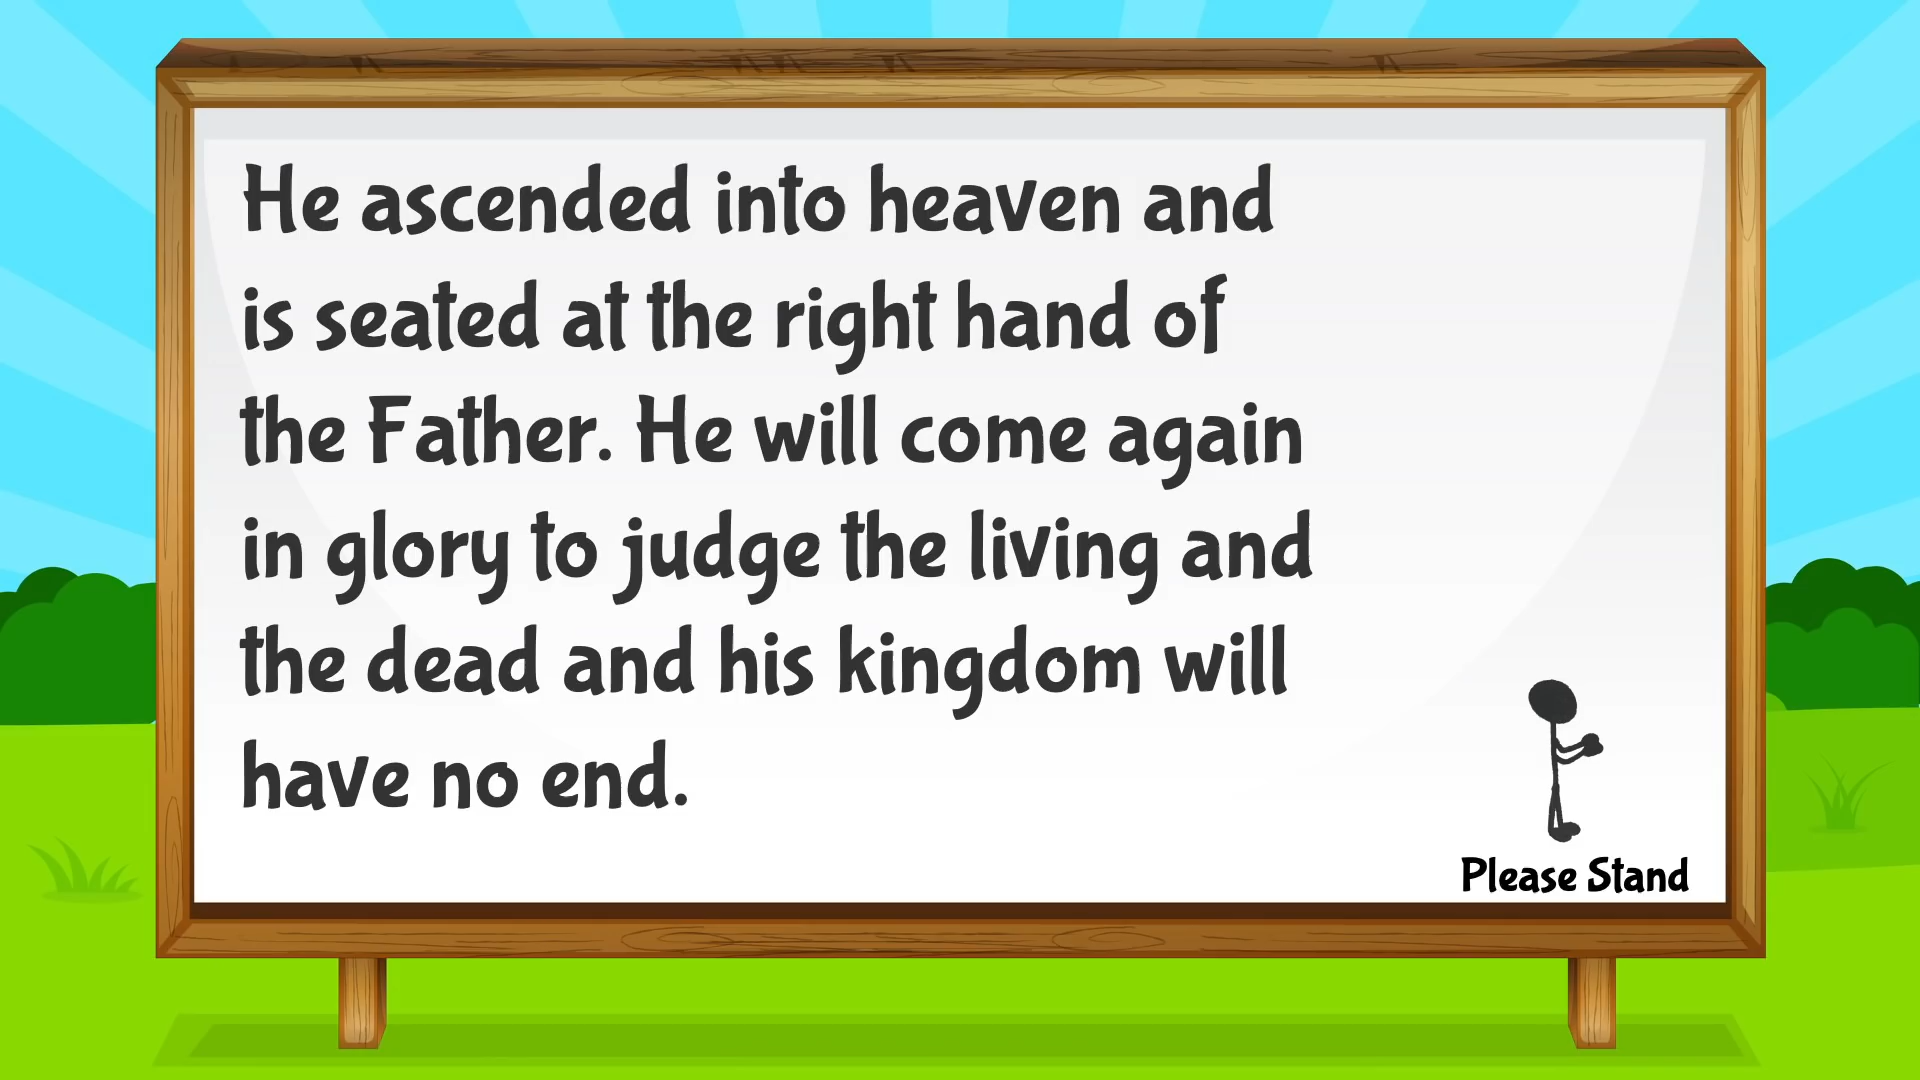 He ascended into heaven and
is seated at the right hand of
the Father. He will come again
in glory to judge the living and
the dead and his kingdom will
have no end.
Please Stand